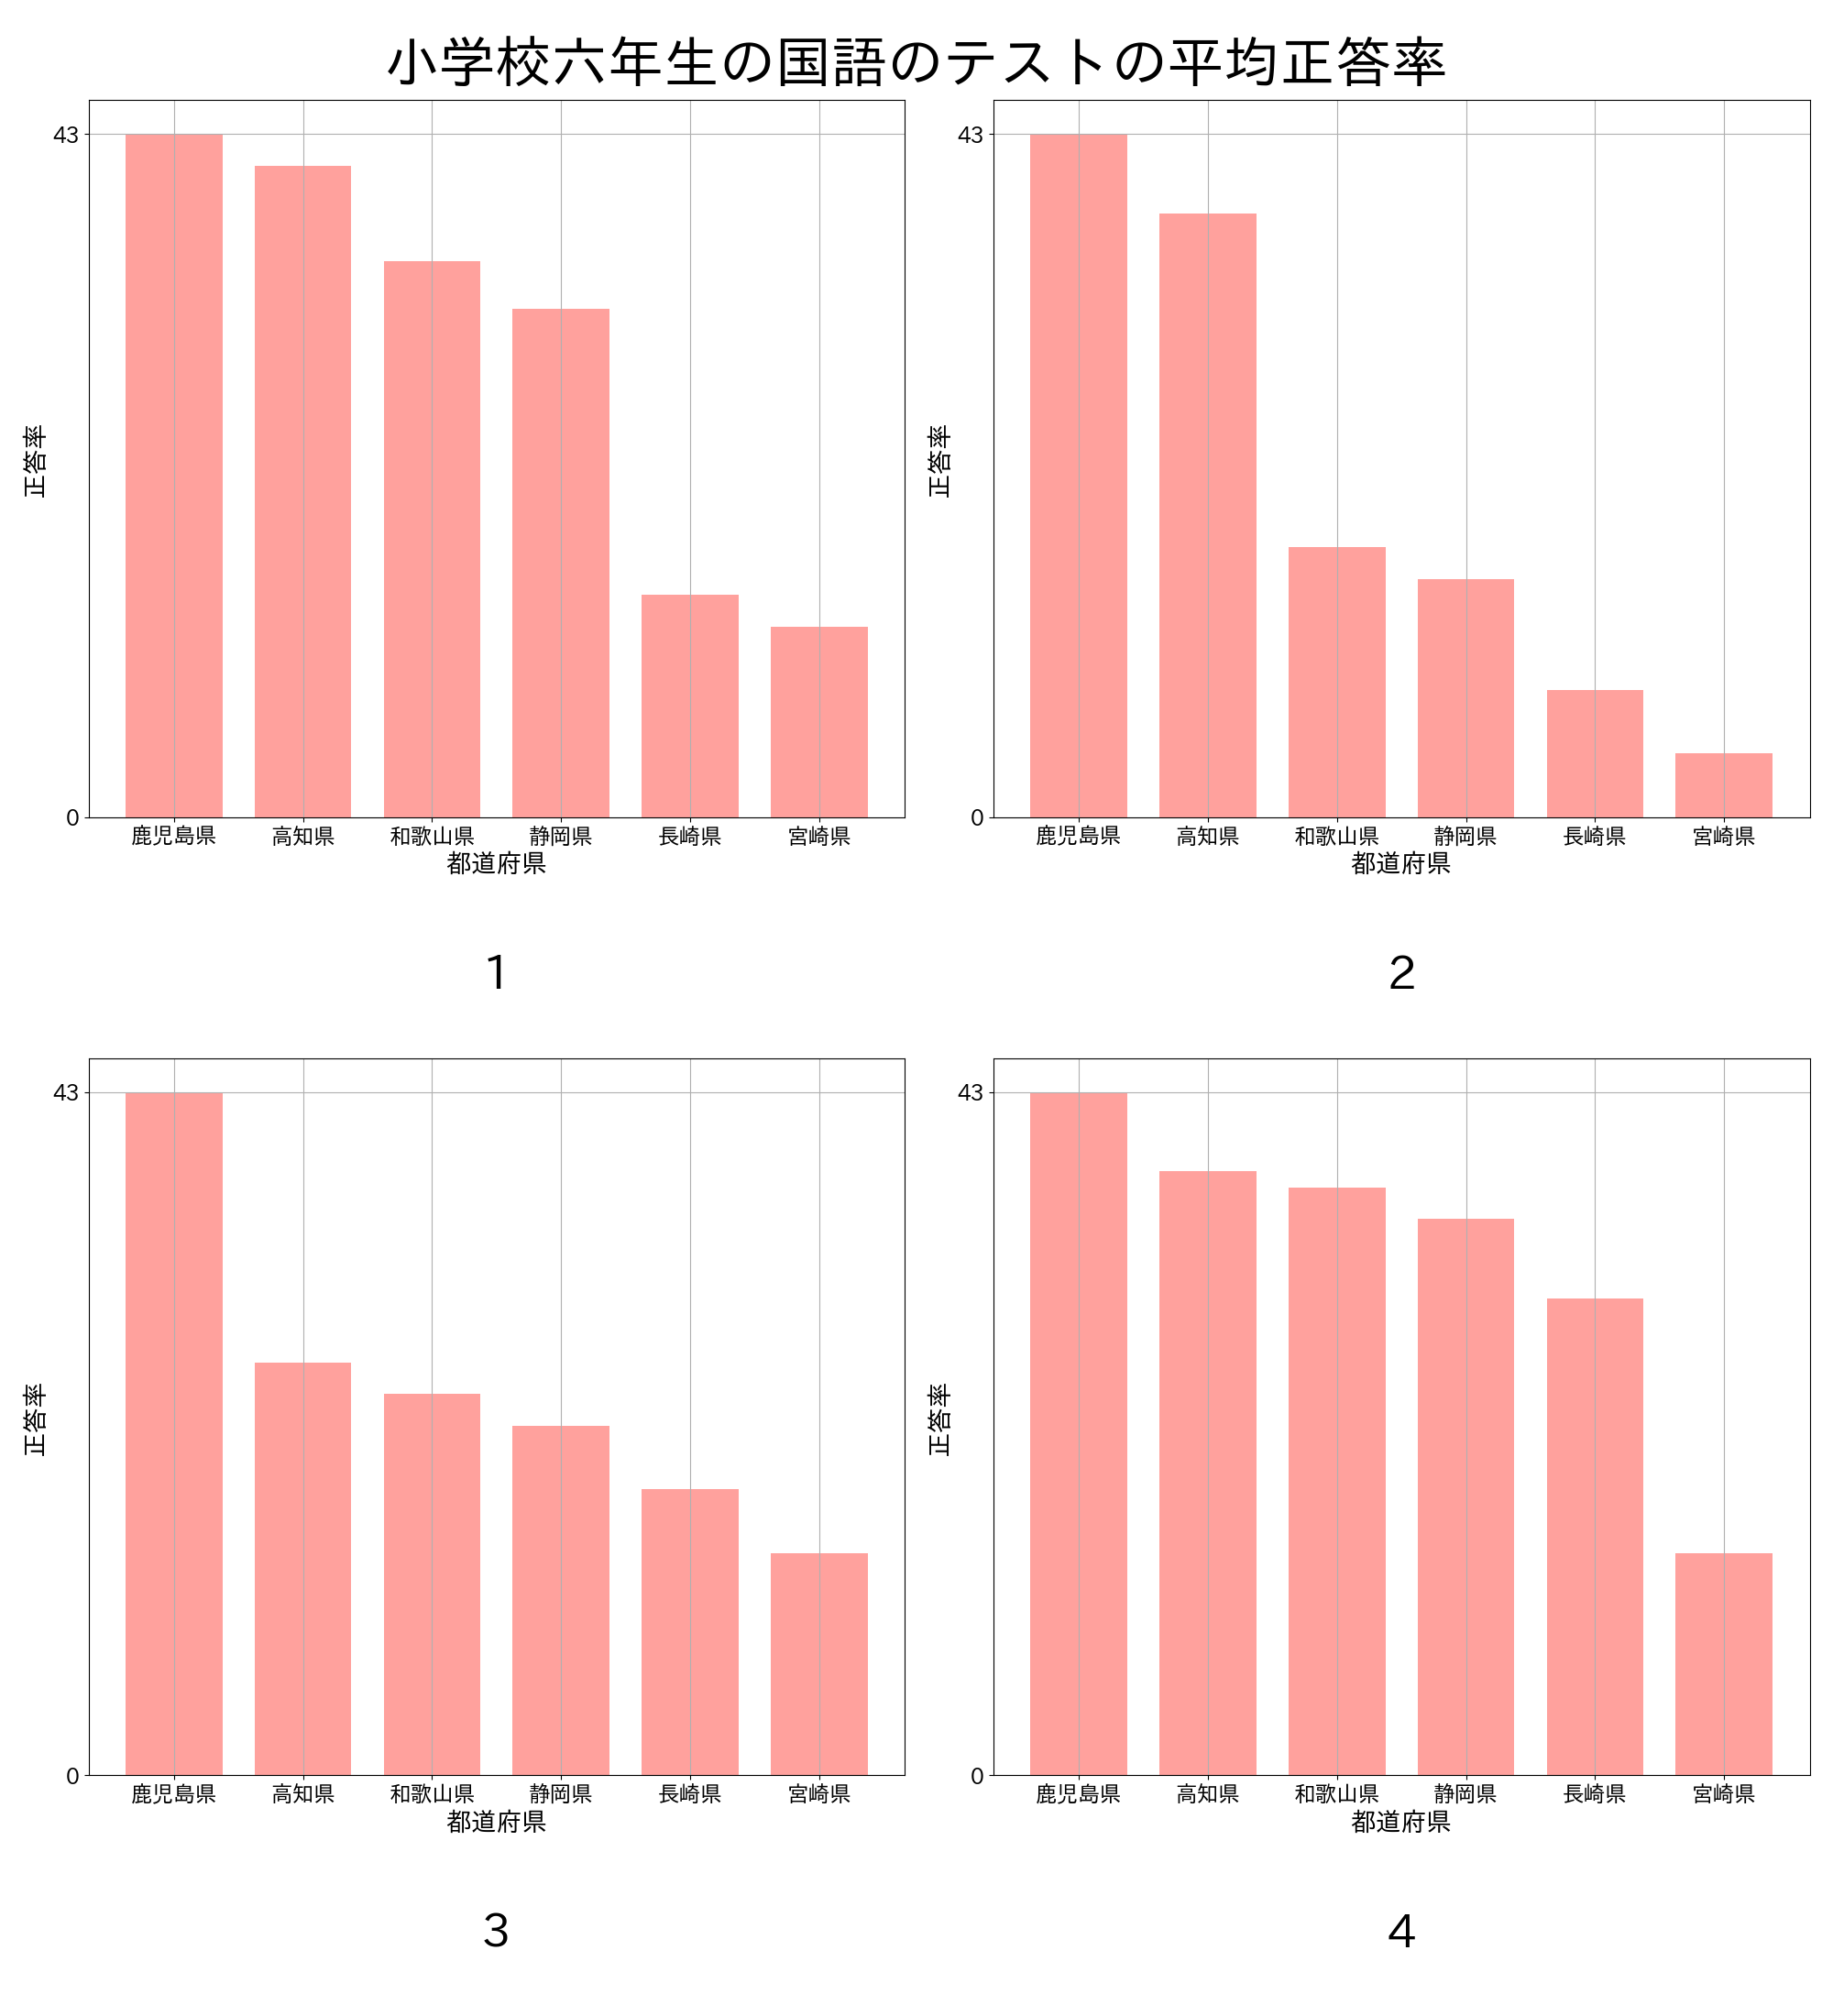 小学校六年生の国語のテストの平均正答率
43
0
正答率
鹿児島県 高知県 和歌山県 静岡県 長崎県 宮崎県
都道府県
1
43
0
正答率
鹿児島県 高知県 和歌山県 静岡県 長崎県 宮崎県
都道府県
2
43
0
正答率
鹿児島県 高知県 和歌山県 静岡県 長崎県 宮崎県
都道府県
3
43
0
正答率
鹿児島県 高知県 和歌山県 静岡県 長崎県 宮崎県
都道府県
4